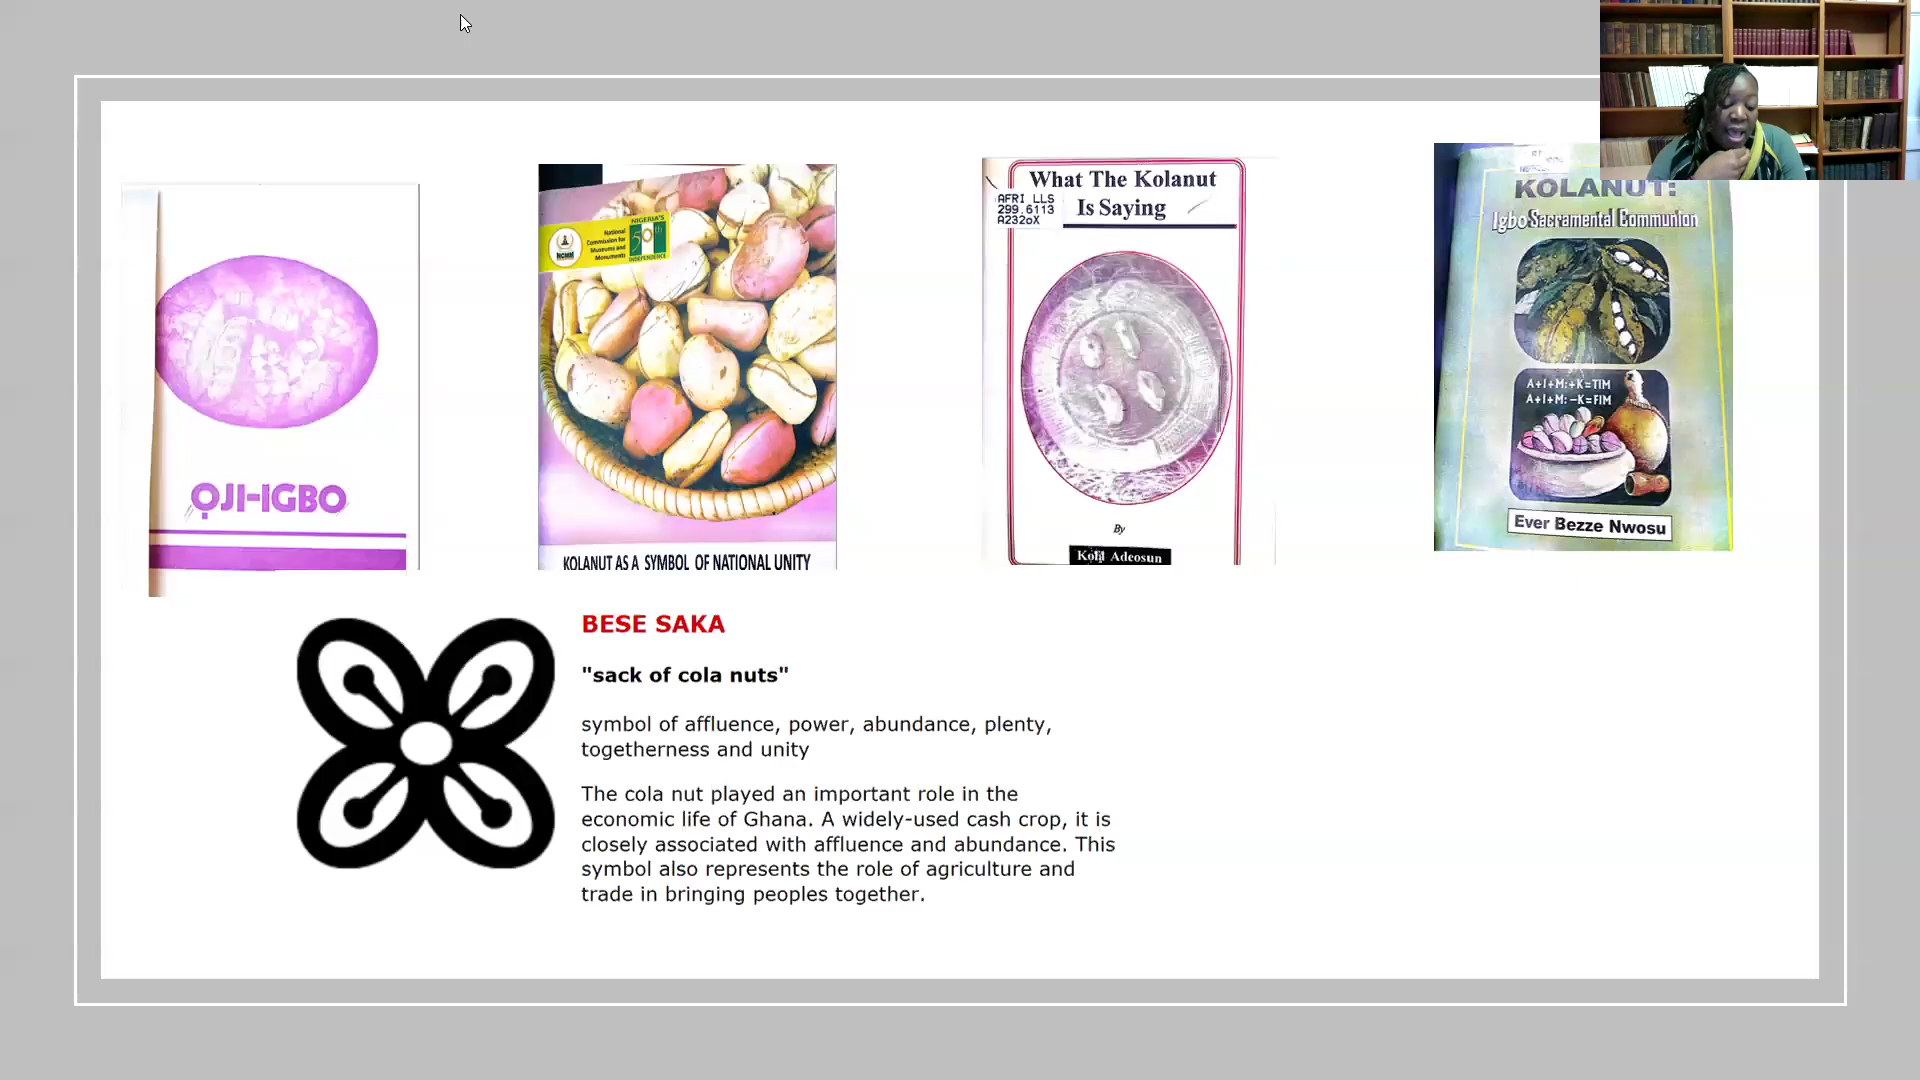 ỌJI-IGBO
NCMM
National
Commission for
Museums and
Monuments
NIGERIA'S
50th
INDEPENDENCE
KOLANUT AS A SYMBOL OF NATIONAL UNITY
What The Kolanut
Is Saying
AFRI LLS
299.6113
A232oX
By
Adeosun
KOLANUT:
Igbo Sacramental Communion
A+I+M:+K=TIM
A+I+M:-K=FIM
Ever Bezze Nwosu
BESE SAKA
"sack of cola nuts"
symbol of affluence, power, abundance, plenty,
togetherness and unity
The cola nut played an important role in the
economic life of Ghana. A widely-used cash crop, it is
closely associated with affluence and abundance. This
symbol also represents the role of agriculture and
trade in bringing peoples together.